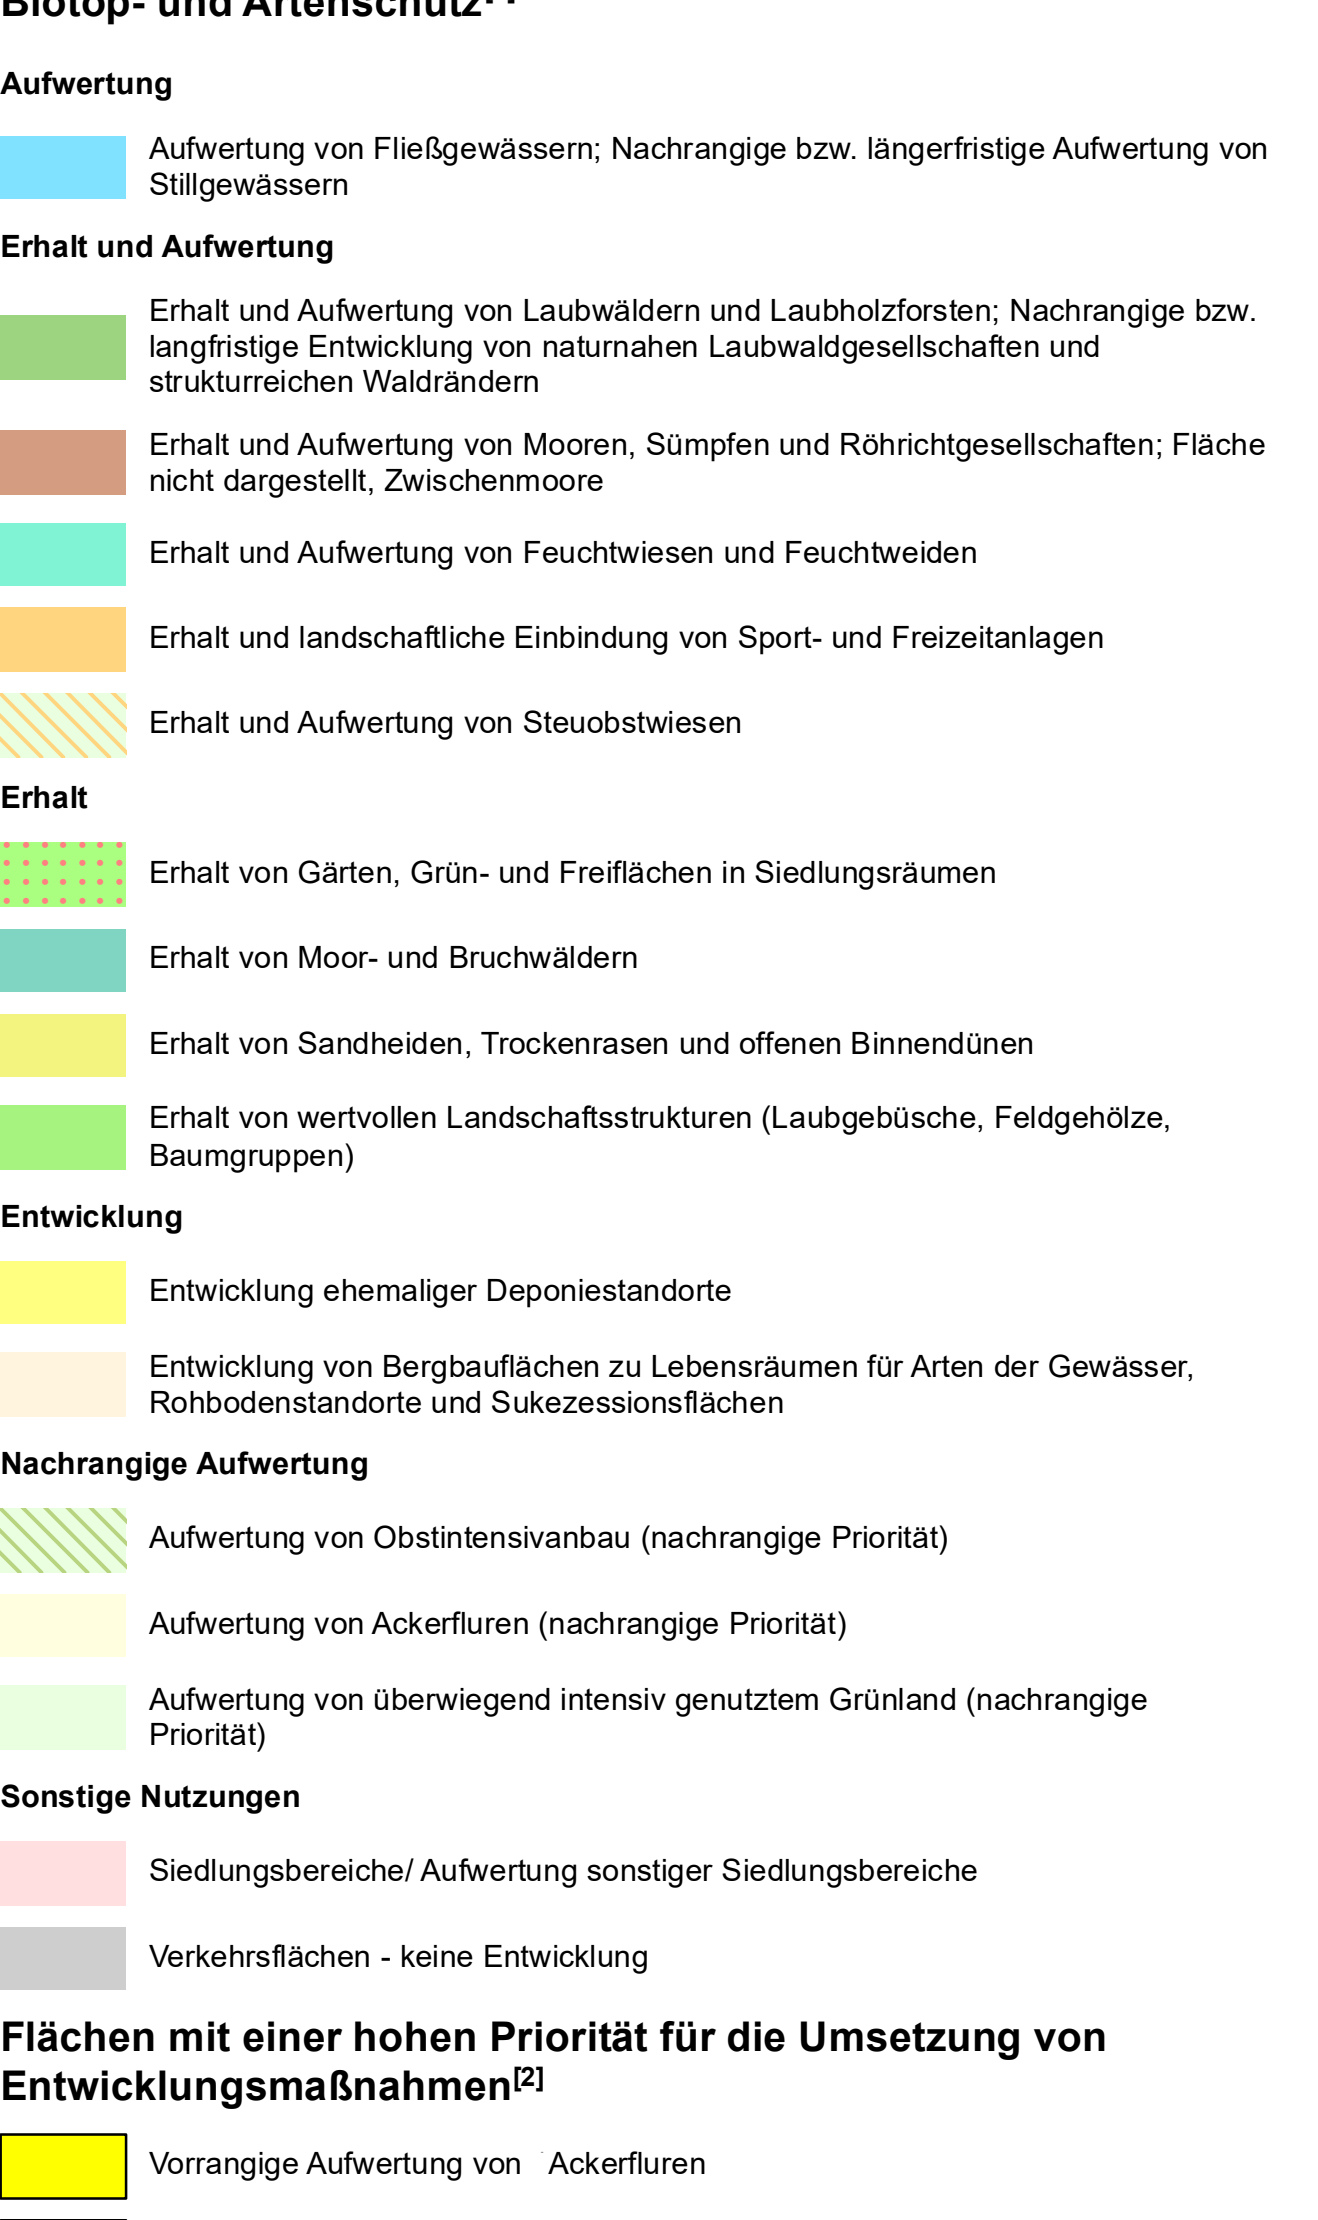 Biotop- und Artenschutz
Aufwertung
Aufwertung von Fließgewässern; Nachrangige bzw. längerfristige Aufwertung von
Stillgewässern
Erhalt und Aufwertung
Erhalt und Aufwertung von Laubwäldern und Laubholzforsten; Nachrangige bzw.
langfristige Entwicklung von naturnahen Laubwaldgesellschaften und
strukturreichen Waldrändern
Erhalt und Aufwertung von Mooren, Sümpfen und Röhrichtgesellschaften; Fläche
nicht dargestellt, Zwischenmoore
Erhalt und Aufwertung von Feuchtwiesen und Feuchtweiden
Erhalt und landschaftliche Einbindung von Sport- und Freizeitanlagen
Erhalt und Aufwertung von Steuobstwiesen
Erhalt
Erhalt von Gärten, Grün- und Freiflächen in Siedlungsräumen
Erhalt von Moor- und Bruchwäldern
Erhalt von Sandheiden, Trockenrasen und offenen Binnendünen
Erhalt von wertvollen Landschaftsstrukturen (Laubgebüsche, Feldgehölze,
Baumgruppen)
Entwicklung
Entwicklung ehemaliger Deponiestandorte
Entwicklung von Bergbauflächen zu Lebensräumen für Arten der Gewässer,
Rohbodenstandorte und Sukezessionsflächen
Nachrangige Aufwertung
Aufwertung von Obstintensivanbau (nachrangige Priorität)
Aufwertung von Ackerfluren (nachrangige Priorität)
Aufwertung von überwiegend intensiv genutztem Grünland (nachrangige
Priorität)
Sonstige Nutzungen
Siedlungsbereiche/ Aufwertung sonstiger Siedlungsbereiche
Verkehrsflächen - keine Entwicklung
Flächen mit einer hohen Priorität für die Umsetzung von
Entwicklungsmaßnahmen[2]
Vorrangige Aufwertung von Ackerfluren